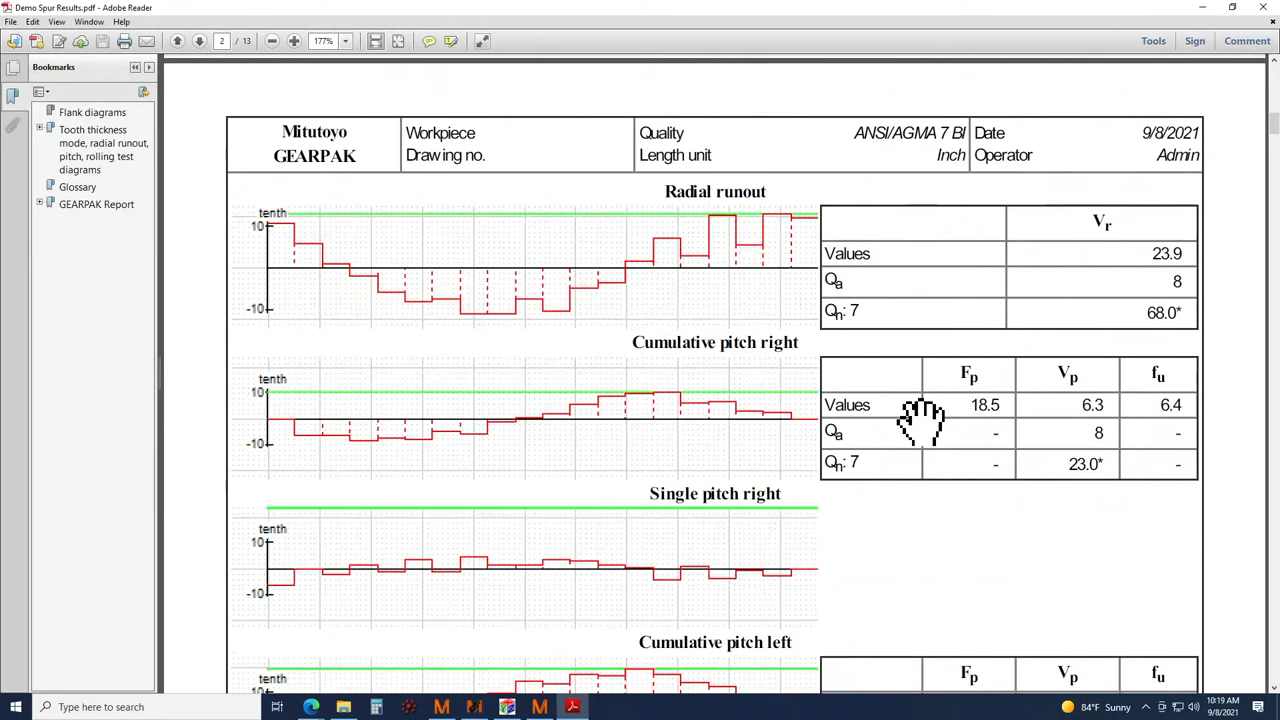 Demo Spur Results.pdf - Adobe Reader
File Edit View Window Help
2 / 13 177% Tools Sign Comment
Bookmarks
Flank diagrams
Tooth thickness
mode, radial runout,
pitch, rolling test
diagrams
Glossary
GEARPAK Report
Mitutoyo
GEARPAK
Workpiece
Drawing no.
Quality ANSI/AGMA 7 BI
Length unit Inch
Date 9/8/2021
Operator Admin
Radial runout
tenth
10
-10
Vr
Values 23.9
Qa 8
Qn: 7 68.0*
Cumulative pitch right
tenth
10
-10
Fp Vp fu
Values 18.5 6.3 6.4
Qa - 8 -
Qn: 7 - 23.0* -
Single pitch right
tenth
10
-10
Cumulative pitch left
tenth
10
Fp Vp fu
Type here to search
84°F Sunny
10:19 AM
9/8/2021